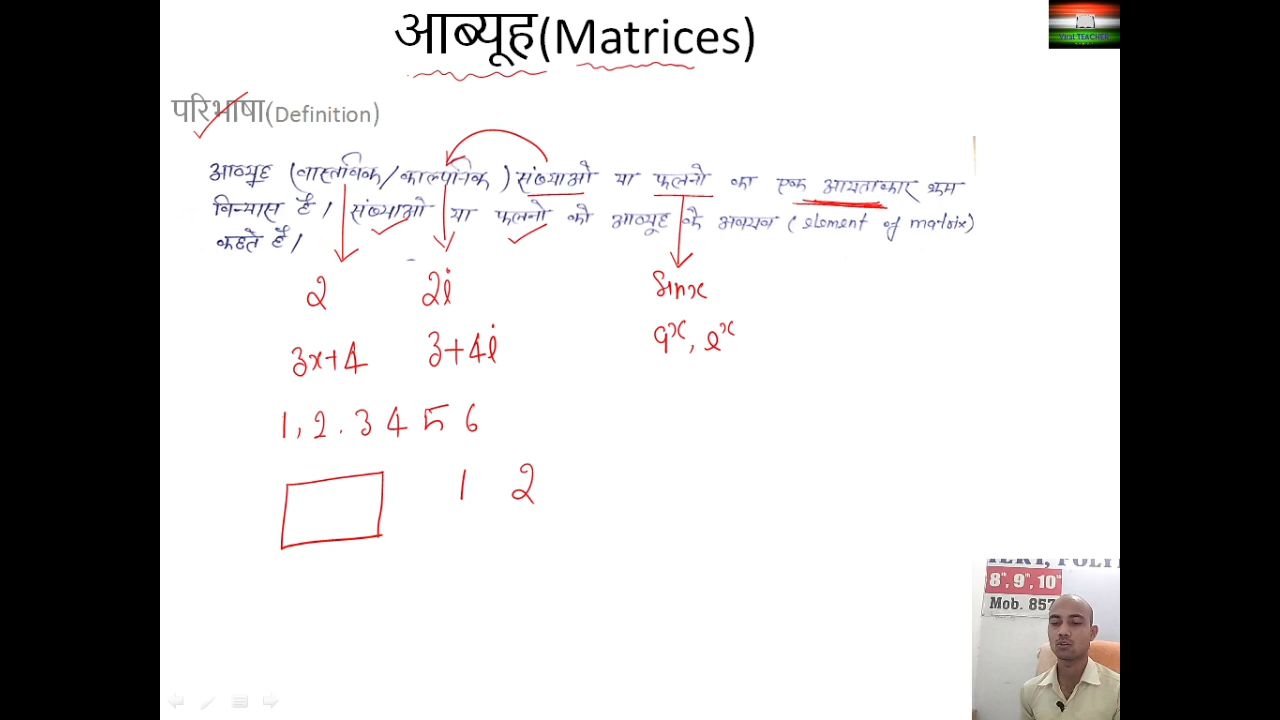 आब्यूह(Matrices)
Viral TEACHER
परिभाषा(Definition)
आव्यूह (वास्तविक/काल्पनिक) संख्याओ या फलनो का एक आयताकार क्रम
विन्यास है। संख्याओ या फलनो को आव्यूह के अवयव (element of matrix)
कहते है।
2 2i sinx
3x+4 3+4i a^x, e^x
1, 2. 3 4 5 6
1 2
8", 9", 10"
Mob. 857